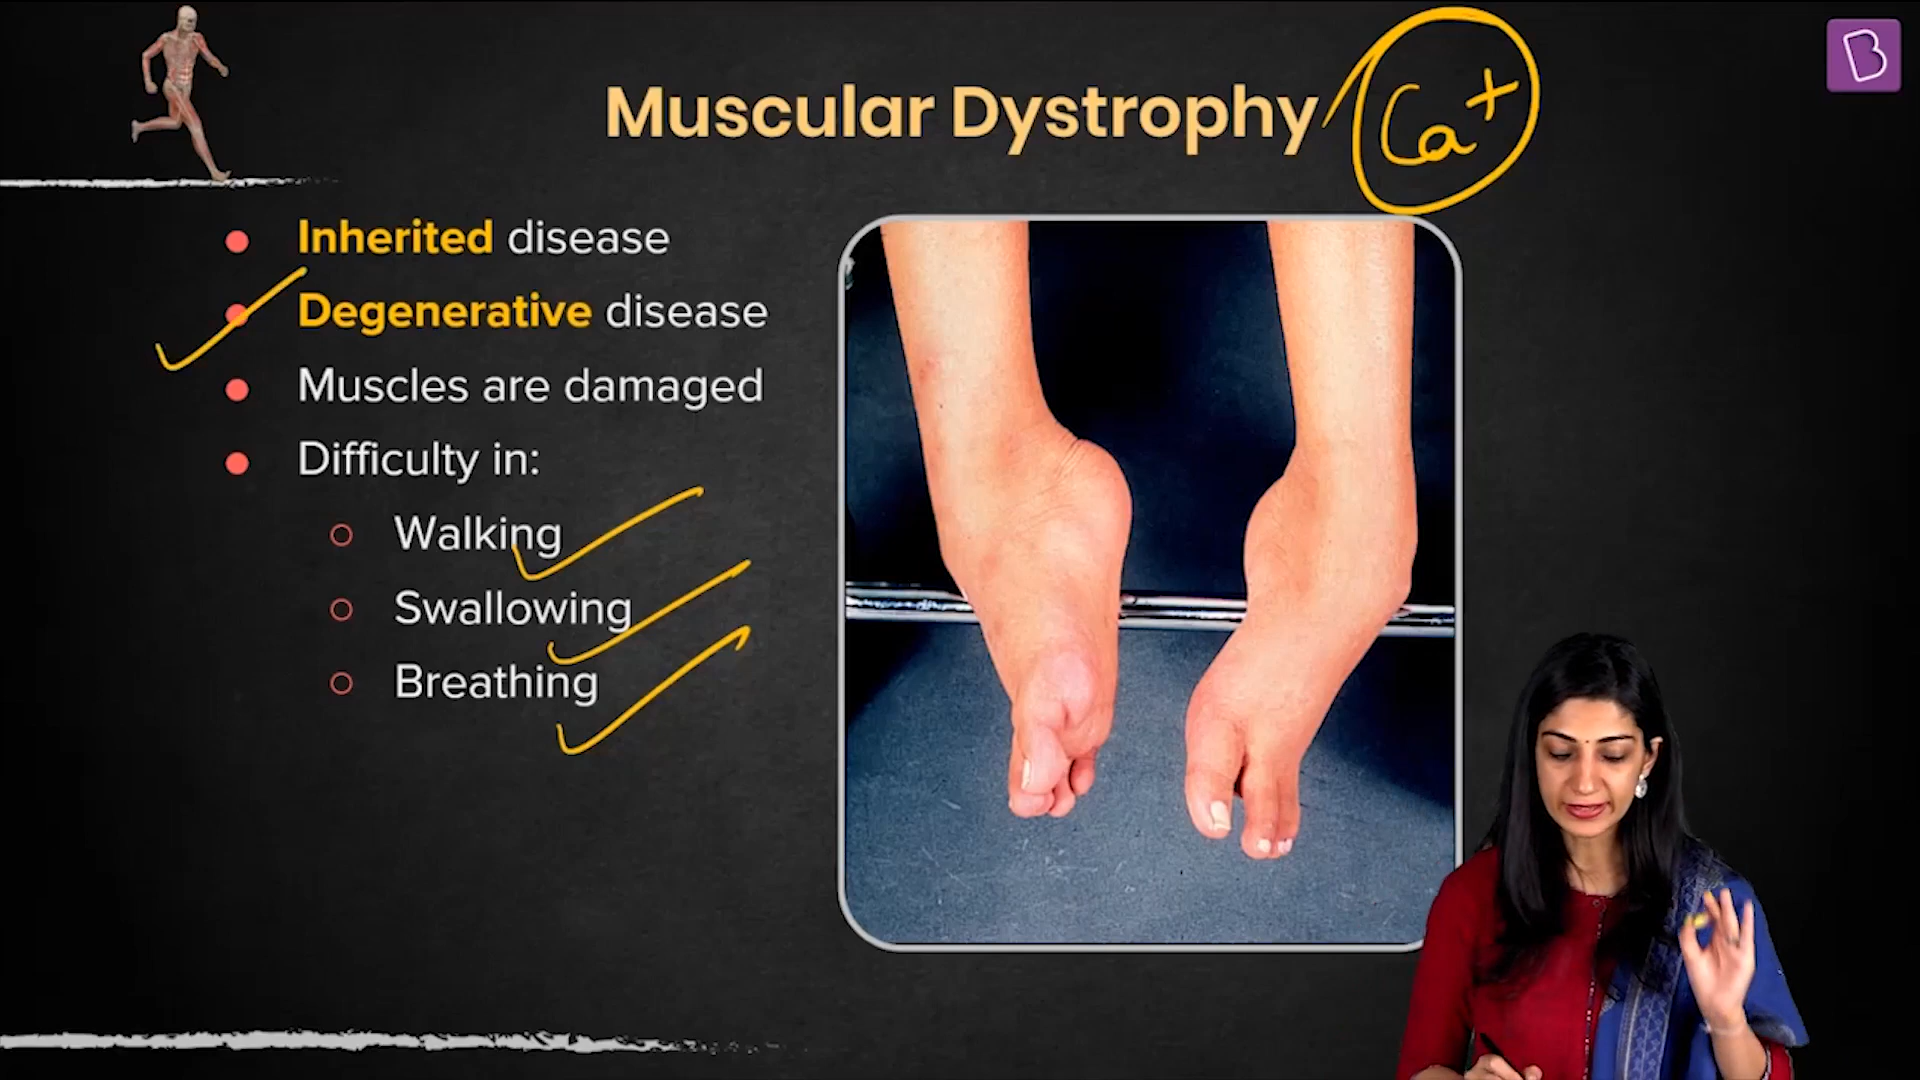 Muscular Dystrophy Ca+
Inherited disease
Degenerative disease
Muscles are damaged
Difficulty in:
Walking
Swallowing
Breathing
B